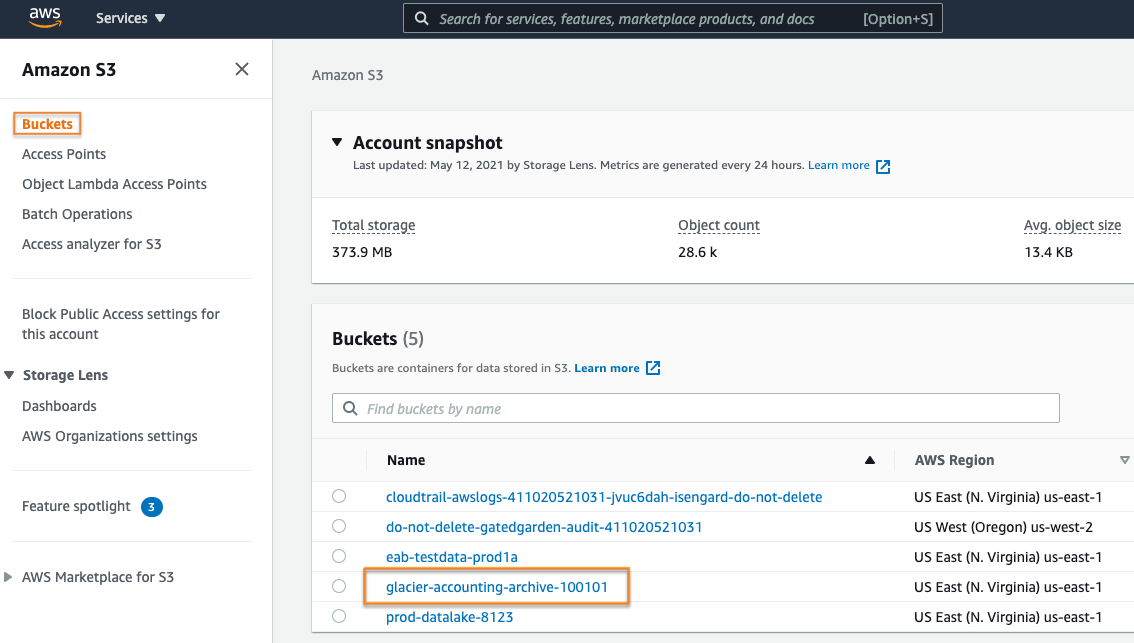 aws
Services
Search for services, features, marketplace products, and docs [Option+S]
Amazon S3
Buckets
Access Points
Object Lambda Access Points
Batch Operations
Access analyzer for S3
Block Public Access settings for
this account
Storage Lens
Dashboards
AWS Organizations settings
Feature spotlight 3
AWS Marketplace for S3
Amazon S3
Account snapshot
Last updated: May 12, 2021 by Storage Lens. Metrics are generated every 24 hours. Learn more
Total storage Object count Avg. object size
373.9 MB 28.6 k 13.4 KB
Buckets (5)
Buckets are containers for data stored in S3. Learn more
Find buckets by name
Name AWS Region
cloudtrail-awslogs-411020521031-jvuc6dah-isengard-do-not-delete US East (N. Virginia) us-east-1
do-not-delete-gatedgarden-audit-411020521031 US West (Oregon) us-west-2
eab-testdata-prod1a US East (N. Virginia) us-east-1
glacier-accounting-archive-100101 US East (N. Virginia) us-east-1
prod-datalake-8123 US East (N. Virginia) us-east-1